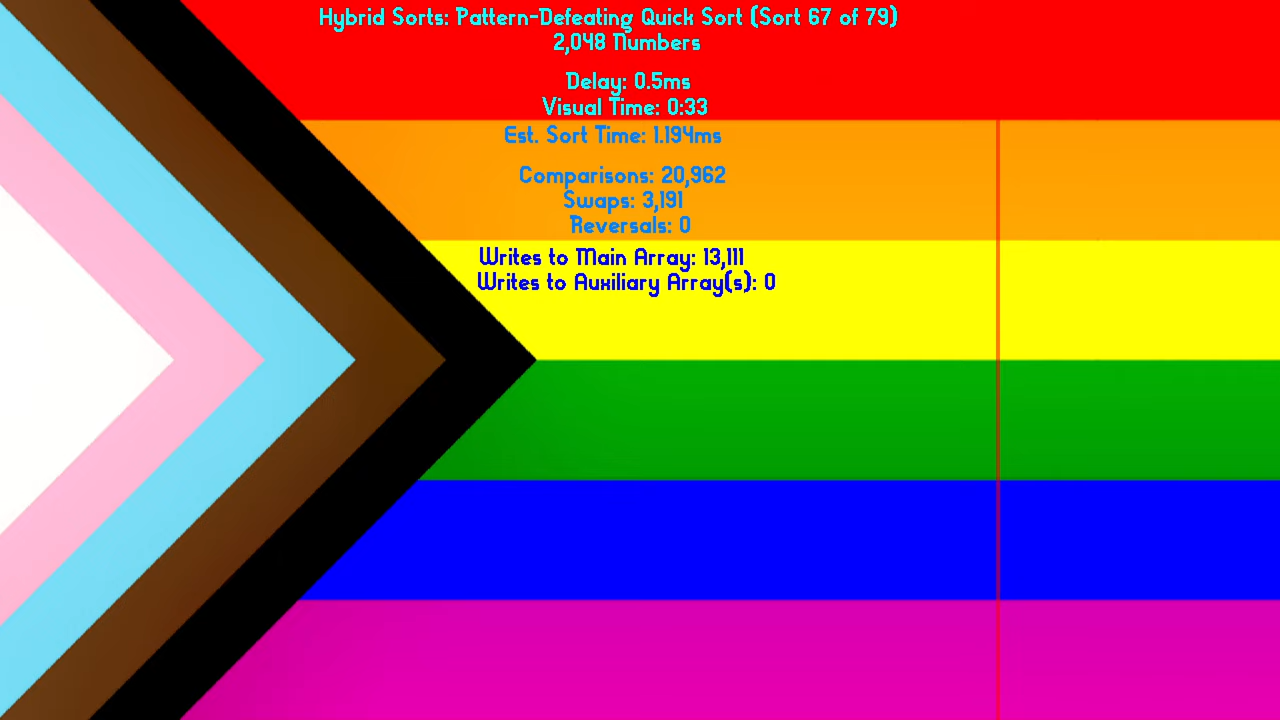 Hybrid Sorts: Pattern-Defeating Quick Sort (Sort 67 of 79)
2,048 Numbers
Delay: 0.5ms
Visual Time: 0:33
Est. Sort Time: 1.194ms
Comparisons: 20,962
Swaps: 3,191
Reversals: 0
Writes to Main Array: 13,111
Writes to Auxiliary Array(s): 0